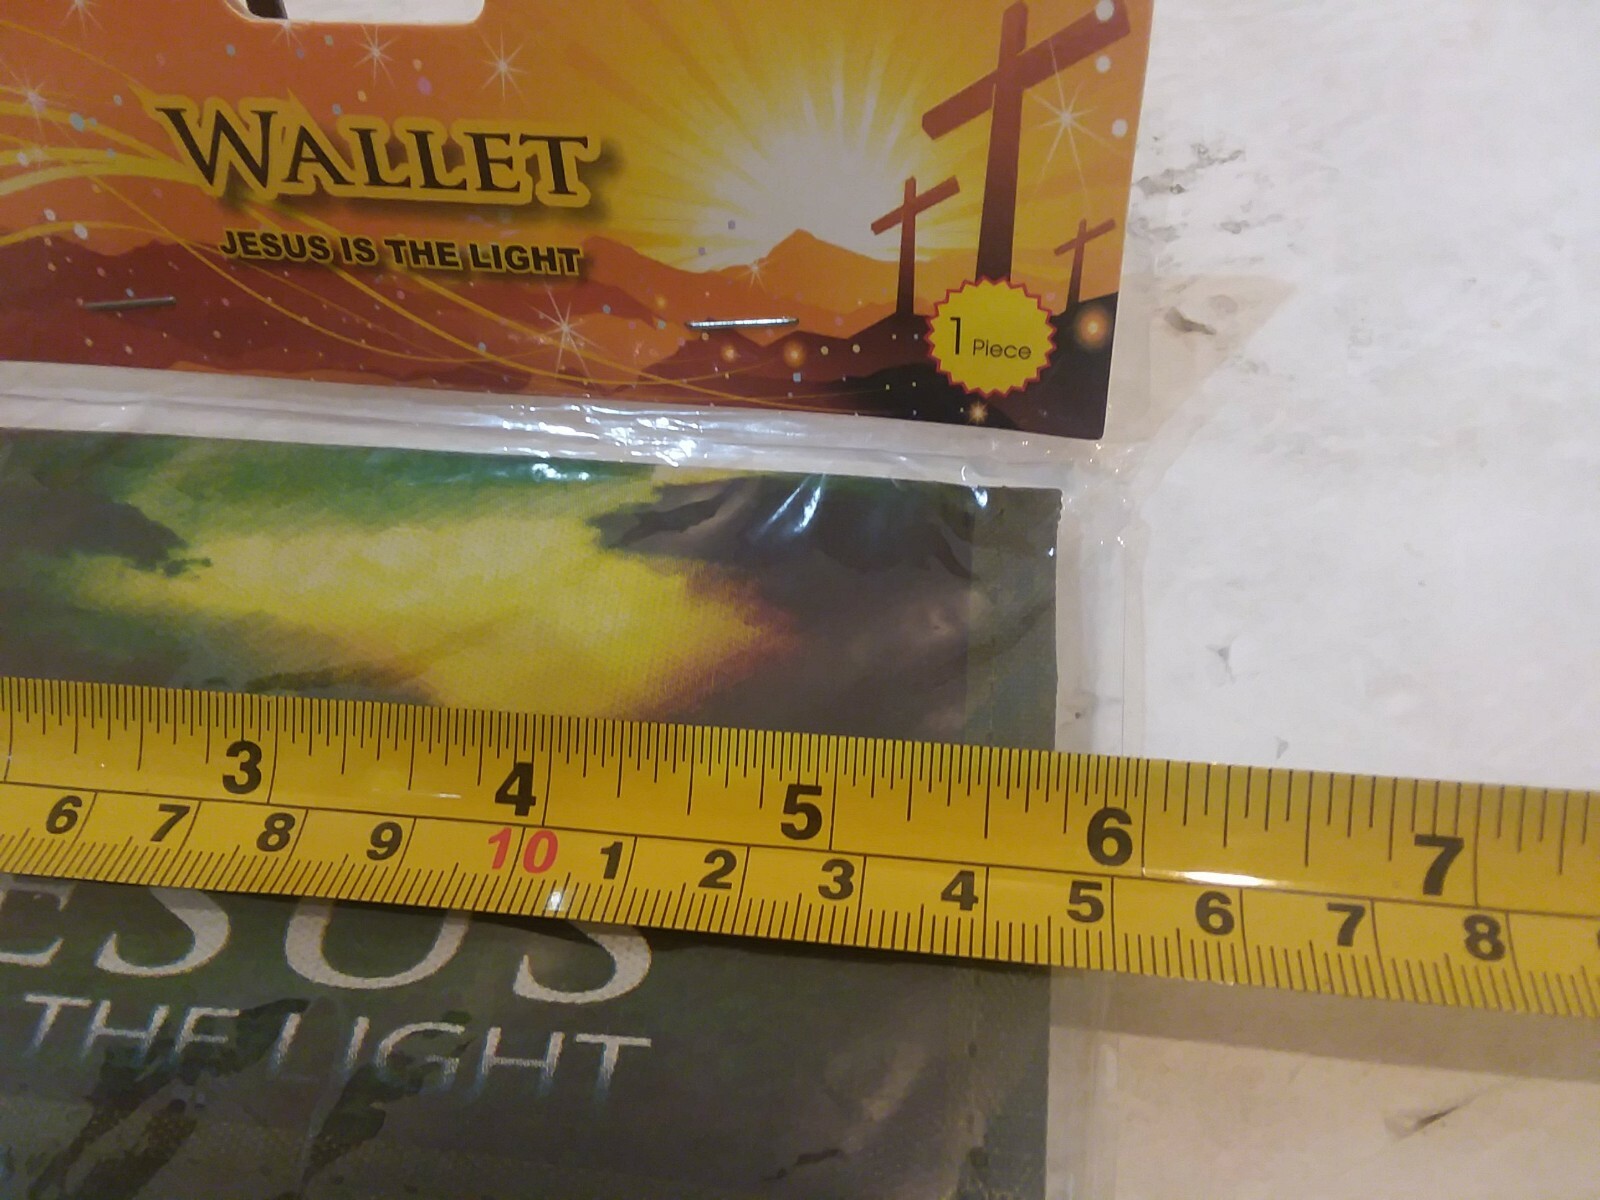 WALLET
JESUS IS THE LIGHT
1 Piece
3 4 5 6 7
6 7 8 9 10 1 2 3 4 5 6 7 8
ESUS
THE LIGHT